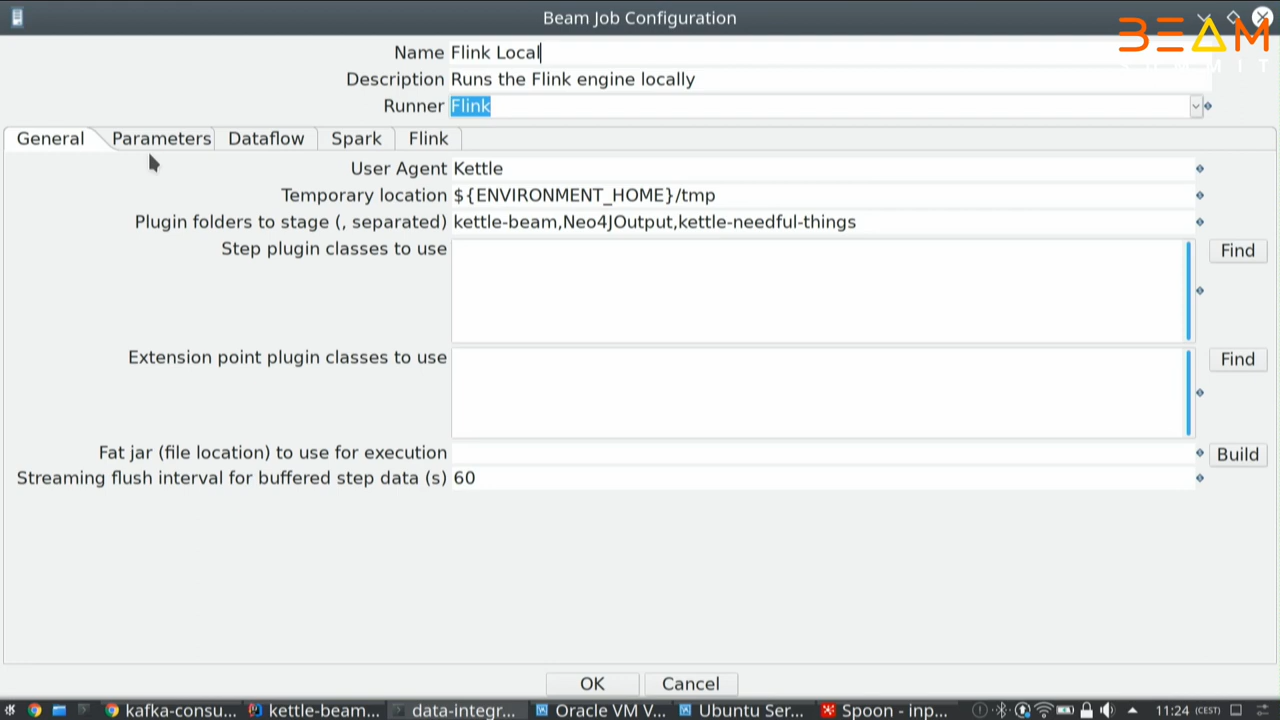 Beam Job Configuration
BEAM
SUMMIT
Name Flink Local
Description Runs the Flink engine locally
Runner Flink
General Parameters Dataflow Spark Flink
User Agent Kettle
Temporary location ${ENVIRONMENT_HOME}/tmp
Plugin folders to stage (, separated) kettle-beam,Neo4JOutput,kettle-needful-things
Step plugin classes to use Find
Extension point plugin classes to use Find
Fat jar (file location) to use for execution Build
Streaming flush interval for buffered step data (s) 60
OK Cancel
kafka-consu... kettle-beam... data-integr... Oracle VM V... Ubuntu Ser... Spoon - inp... 11:24 (CEST)